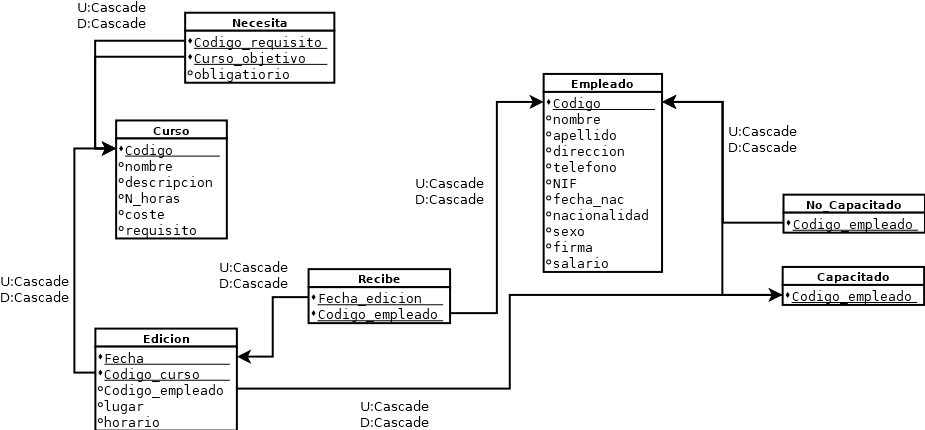 U:Cascade
D:Cascade
Necesita
Codigo_requisito
Curso_objetivo
obligatiorio
Empleado
Codigo
nombre
apellido
direccion
telefono
NIF
fecha_nac
nacionalidad
sexo
firma
salario
Curso
Codigo
nombre
descripcion
N_horas
coste
requisito
U:Cascade
D:Cascade
U:Cascade
D:Cascade
No_Capacitado
Codigo_empleado
Capacitado
Codigo_empleado
U:Cascade
D:Cascade
Recibe
Fecha_edicion
Codigo_empleado
U:Cascade
D:Cascade
Edicion
Fecha
Codigo_curso
Codigo_empleado
lugar
horario
U:Cascade
D:Cascade